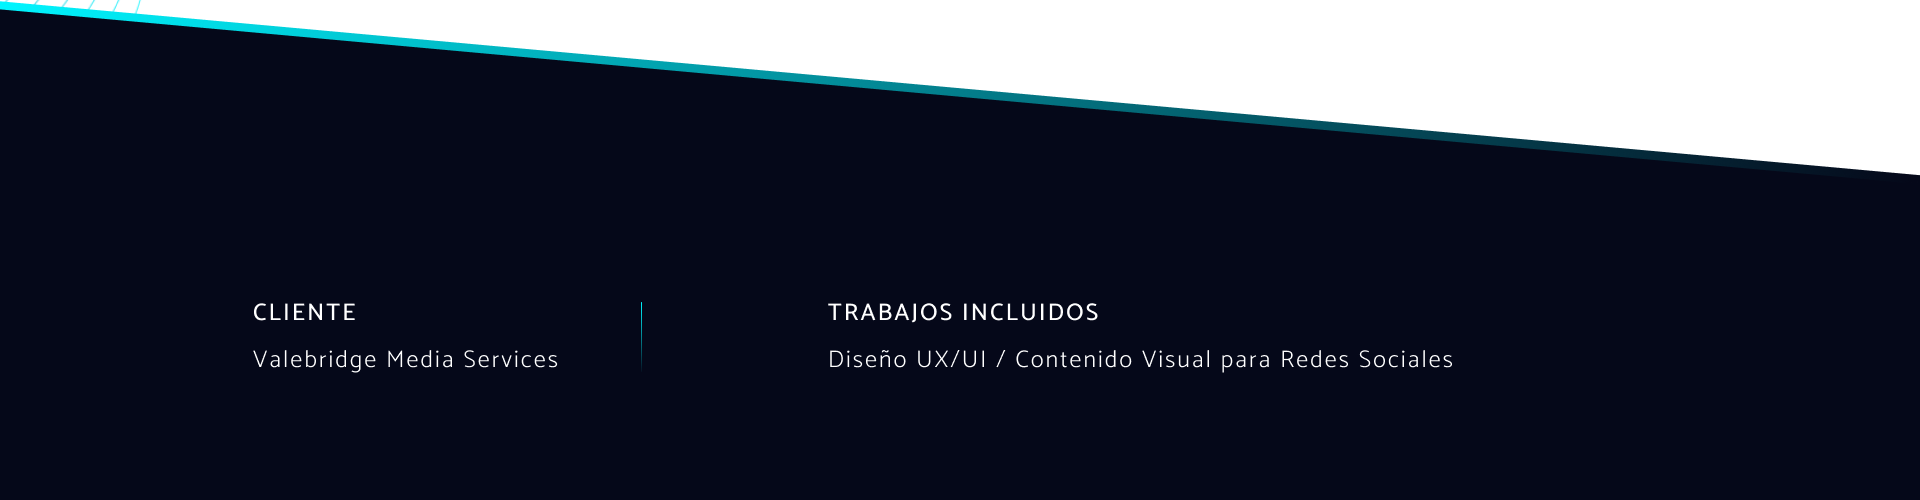 CLIENTE
Valebridge Media Services
TRABAJOS INCLUIDOS
Diseño UX/UI / Contenido Visual para Redes Sociales